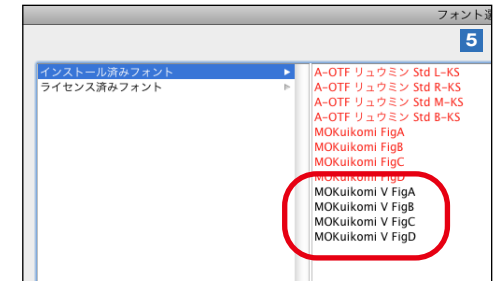 フォント選
5
インストール済みフォント
ライセンス済みフォント
A-OTF リュウミン Std L-KS
A-OTF リュウミン Std R-KS
A-OTF リュウミン Std M-KS
A-OTF リュウミン Std B-KS
MOKuikomi FigA
MOKuikomi FigB
MOKuikomi FigC
MOKuikomi FigD
MOKuikomi V FigA
MOKuikomi V FigB
MOKuikomi V FigC
MOKuikomi V FigD